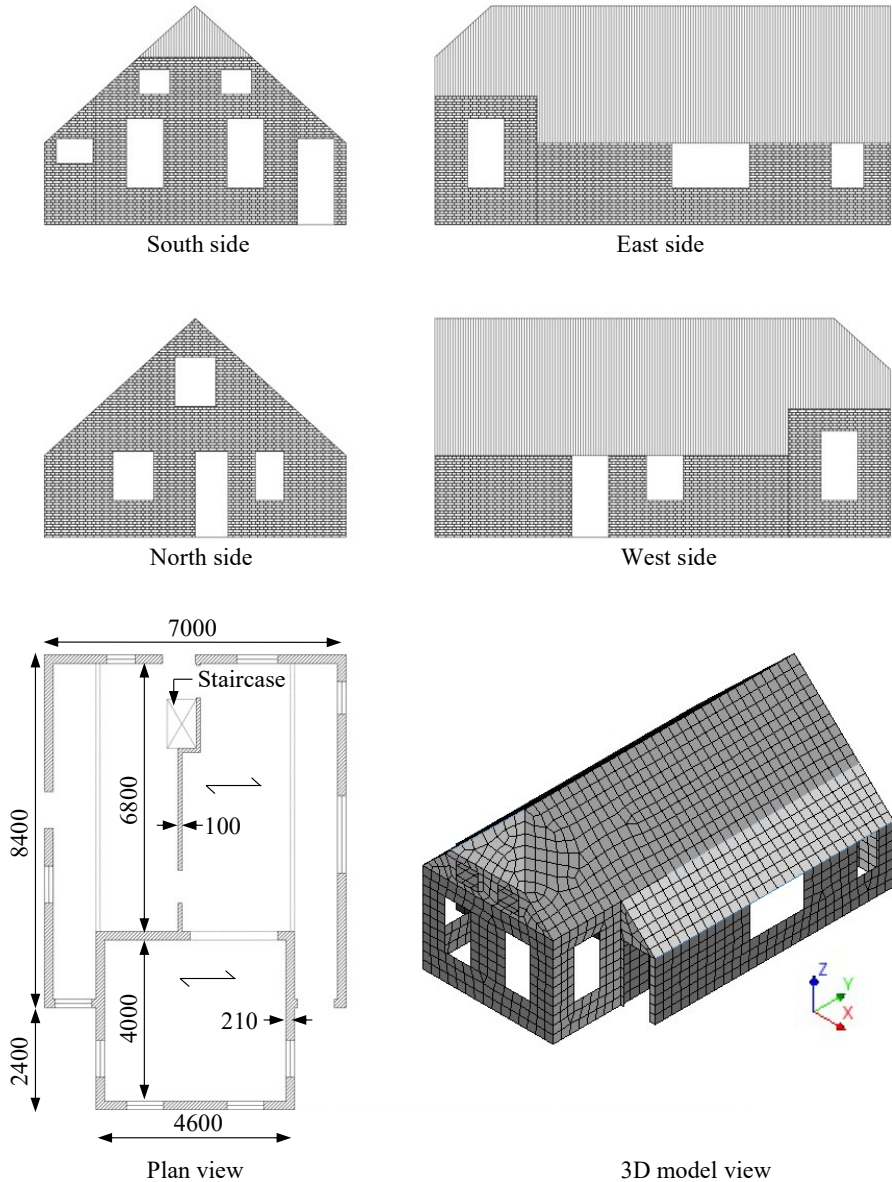 South side
East side
North side
West side
7000
Staircase
8400
6800
100
4000
210
2400
4600
Z
Y
X
Plan view
3D model view